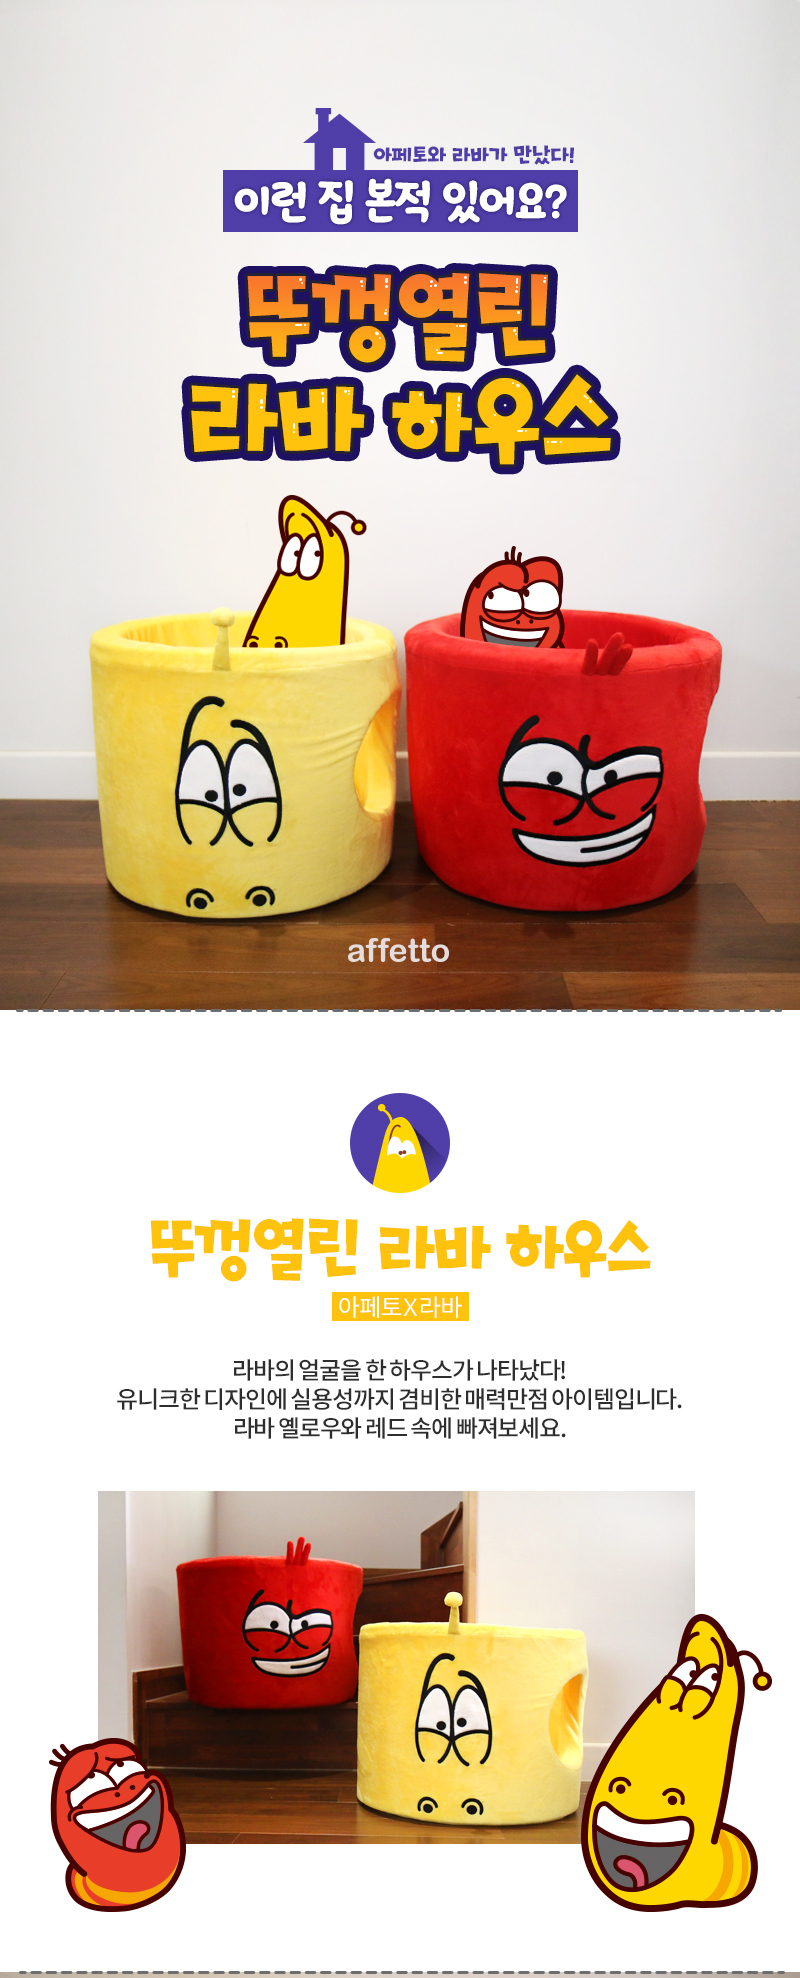 아페토와 라바가 만났다!
이런 집 본적 있어요?
뚜껑열린
라바 하우스
affetto
뚜껑열린 라바 하우스
아페토X라바
라바의 얼굴을 한 하우스가 나타났다!
유니크한 디자인에 실용성까지 겸비한 매력만점 아이템입니다.
라바 옐로우와 레드 속에 빠져보세요.